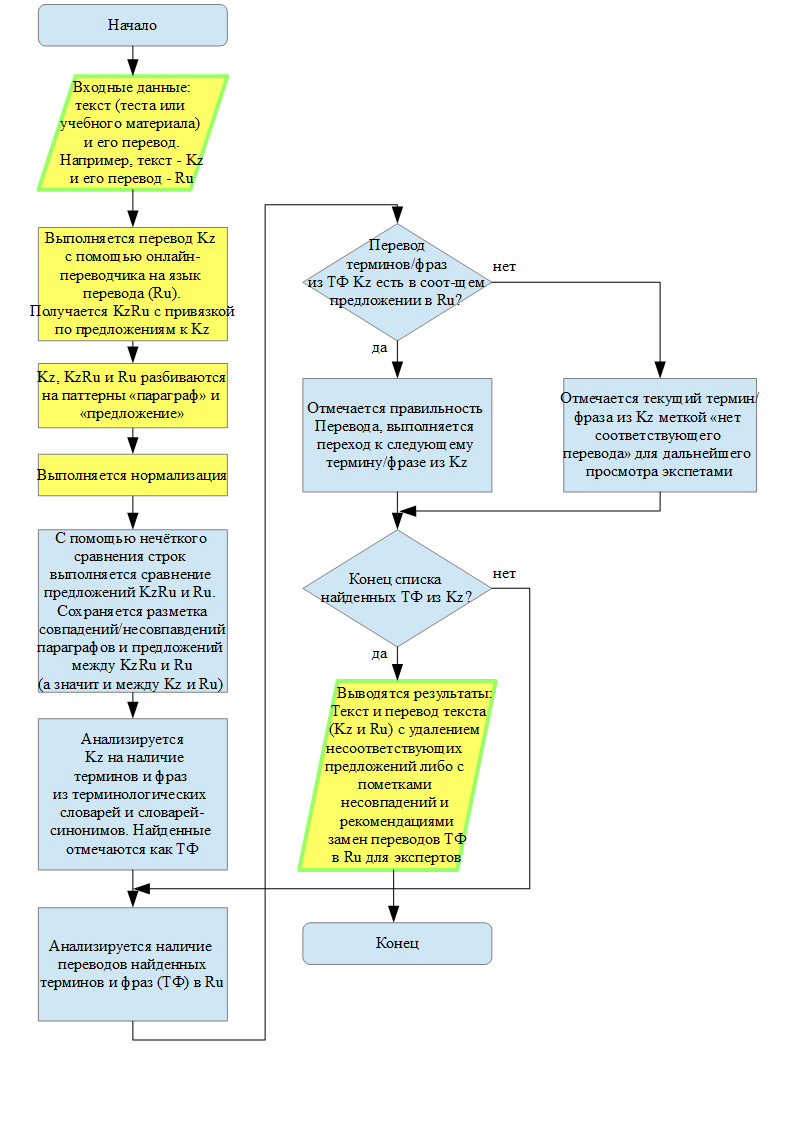 Начало
Входные данные:
текст (теста или
учебного материала)
и его перевод.
Например, текст - Kz
и его перевод - Ru
Выполняется перевод Kz
с помощью онлайн-
переводчика на язык
перевода (Ru).
Получается KzRu с привязкой
по предложениям к Kz
Kz, KzRu и Ru разбиваются
на паттерны «параграф» и
«предложение»
Выполняется нормализация
С помощью нечёткого
сравнения строк
выполняется сравнение
предложений KzRu и Ru.
Сохраняется разметка
совпадений/несовпавдений
параграфов и предложений
между KzRu и Ru
(а значит и между Kz и Ru)
Анализируется
Kz на наличие
терминов и фраз
из терминологических
словарей и словарей-
синонимов. Найденные
отмечаются как ТФ
Анализируется наличие
переводов найденных
терминов и фраз (ТФ) в Ru
Перевод
терминов/фраз
из ТФ Kz есть в соот-щем
предложении в Ru?
нет
да
Отмечается правильность
Перевода, выполняется
переход к следующему
термину/фразе из Kz
Отмечается текущий термин/
фраза из Kz меткой «нет
соответствующего
перевода» для дальнейшего
просмотра экспетами
Конец списка
найденных ТФ из Kz?
нет
да
Выводятся результаты:
Текст и перевод текста
(Kz и Ru) с удалением
несоответствующих
предложений либо с
пометками
несовпадений и
рекомендациями
замен переводов ТФ
в Ru для экспертов
Конец